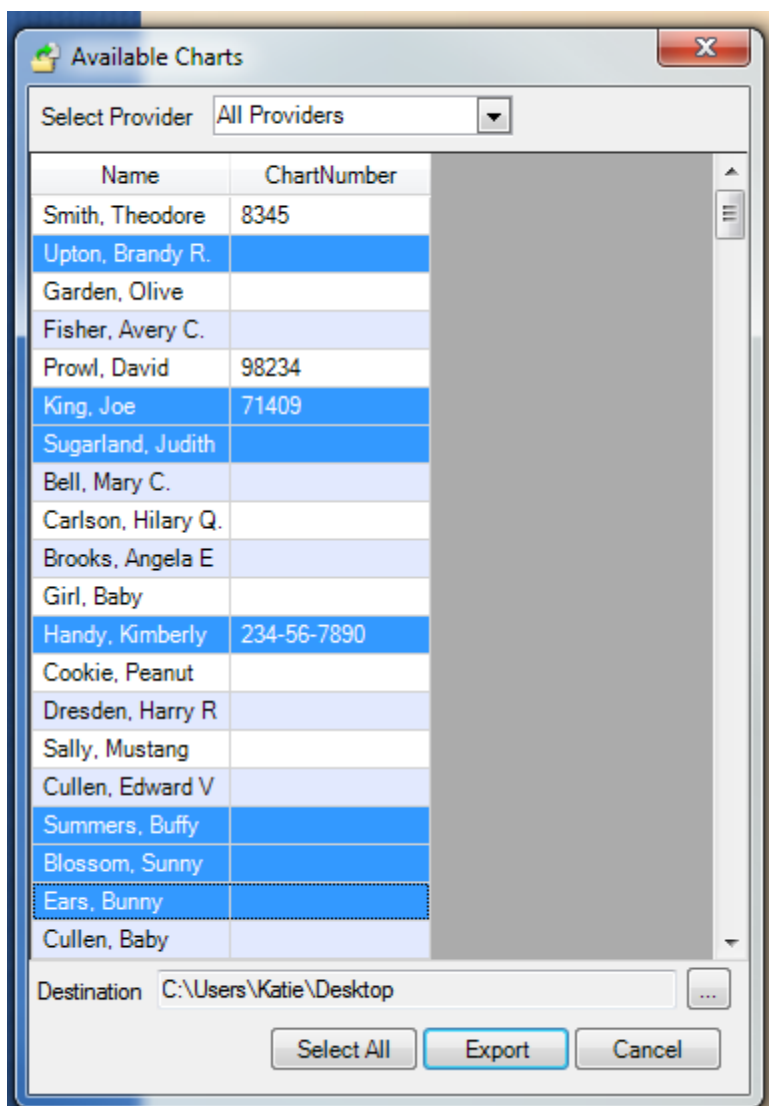 Available Charts
Select Provider All Providers
Name ChartNumber
Smith, Theodore 8345
Upton, Brandy R.
Garden, Olive
Fisher, Avery C.
Prowl, David 98234
King, Joe 71409
Sugarland, Judith
Bell, Mary C.
Carlson, Hilary Q.
Brooks, Angela E
Girl, Baby
Handy, Kimberly 234-56-7890
Cookie, Peanut
Dresden, Harry R
Sally, Mustang
Cullen, Edward V
Summers, Buffy
Blossom, Sunny
Ears, Bunny
Cullen, Baby
Destination C:\Users\Katie\Desktop ...
Select All Export Cancel